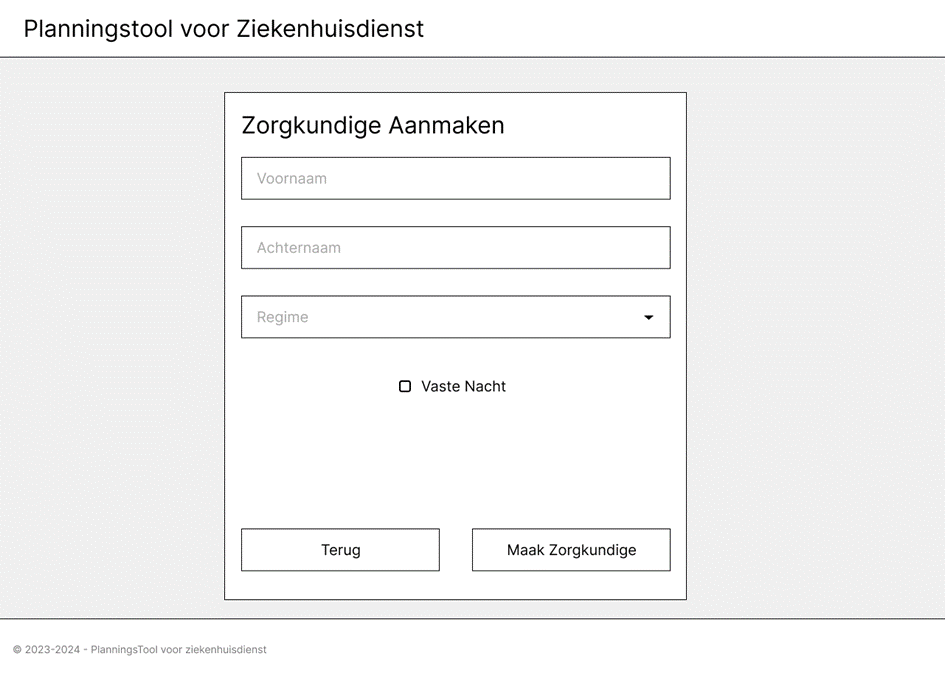 Planningstool voor Ziekenhuisdienst
Zorgkundige Aanmaken
Voornaam
Achternaam
Regime
Vaste Nacht
Terug
Maak Zorgkundige
© 2023-2024 - PlanningsTool voor ziekenhuisdienst